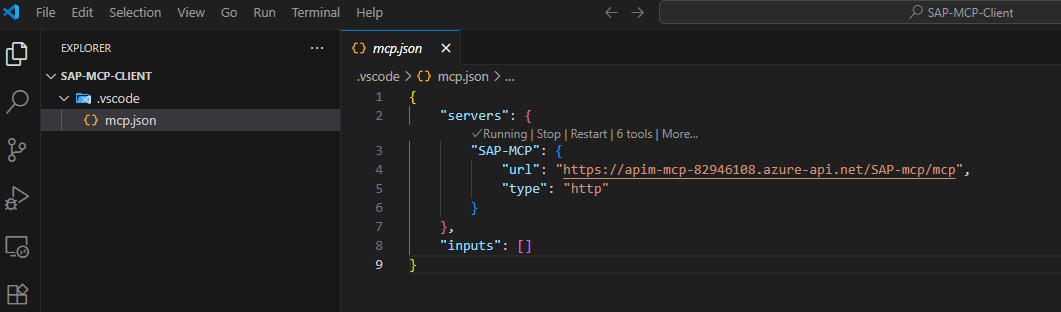 File Edit Selection View Go Run Terminal Help SAP-MCP-Client
EXPLORER ...
mcp.json
SAP-MCP-CLIENT
.vscode > mcp.json > ...
.vscode
mcp.json
1 {
2 "servers": {
Running | Stop | Restart | 6 tools | More...
3 "SAP-MCP": {
4 "url": "https://apim-mcp-82946108.azure-api.net/SAP-mcp/mcp",
5 "type": "http"
6 }
7 },
8 "inputs": []
9 }